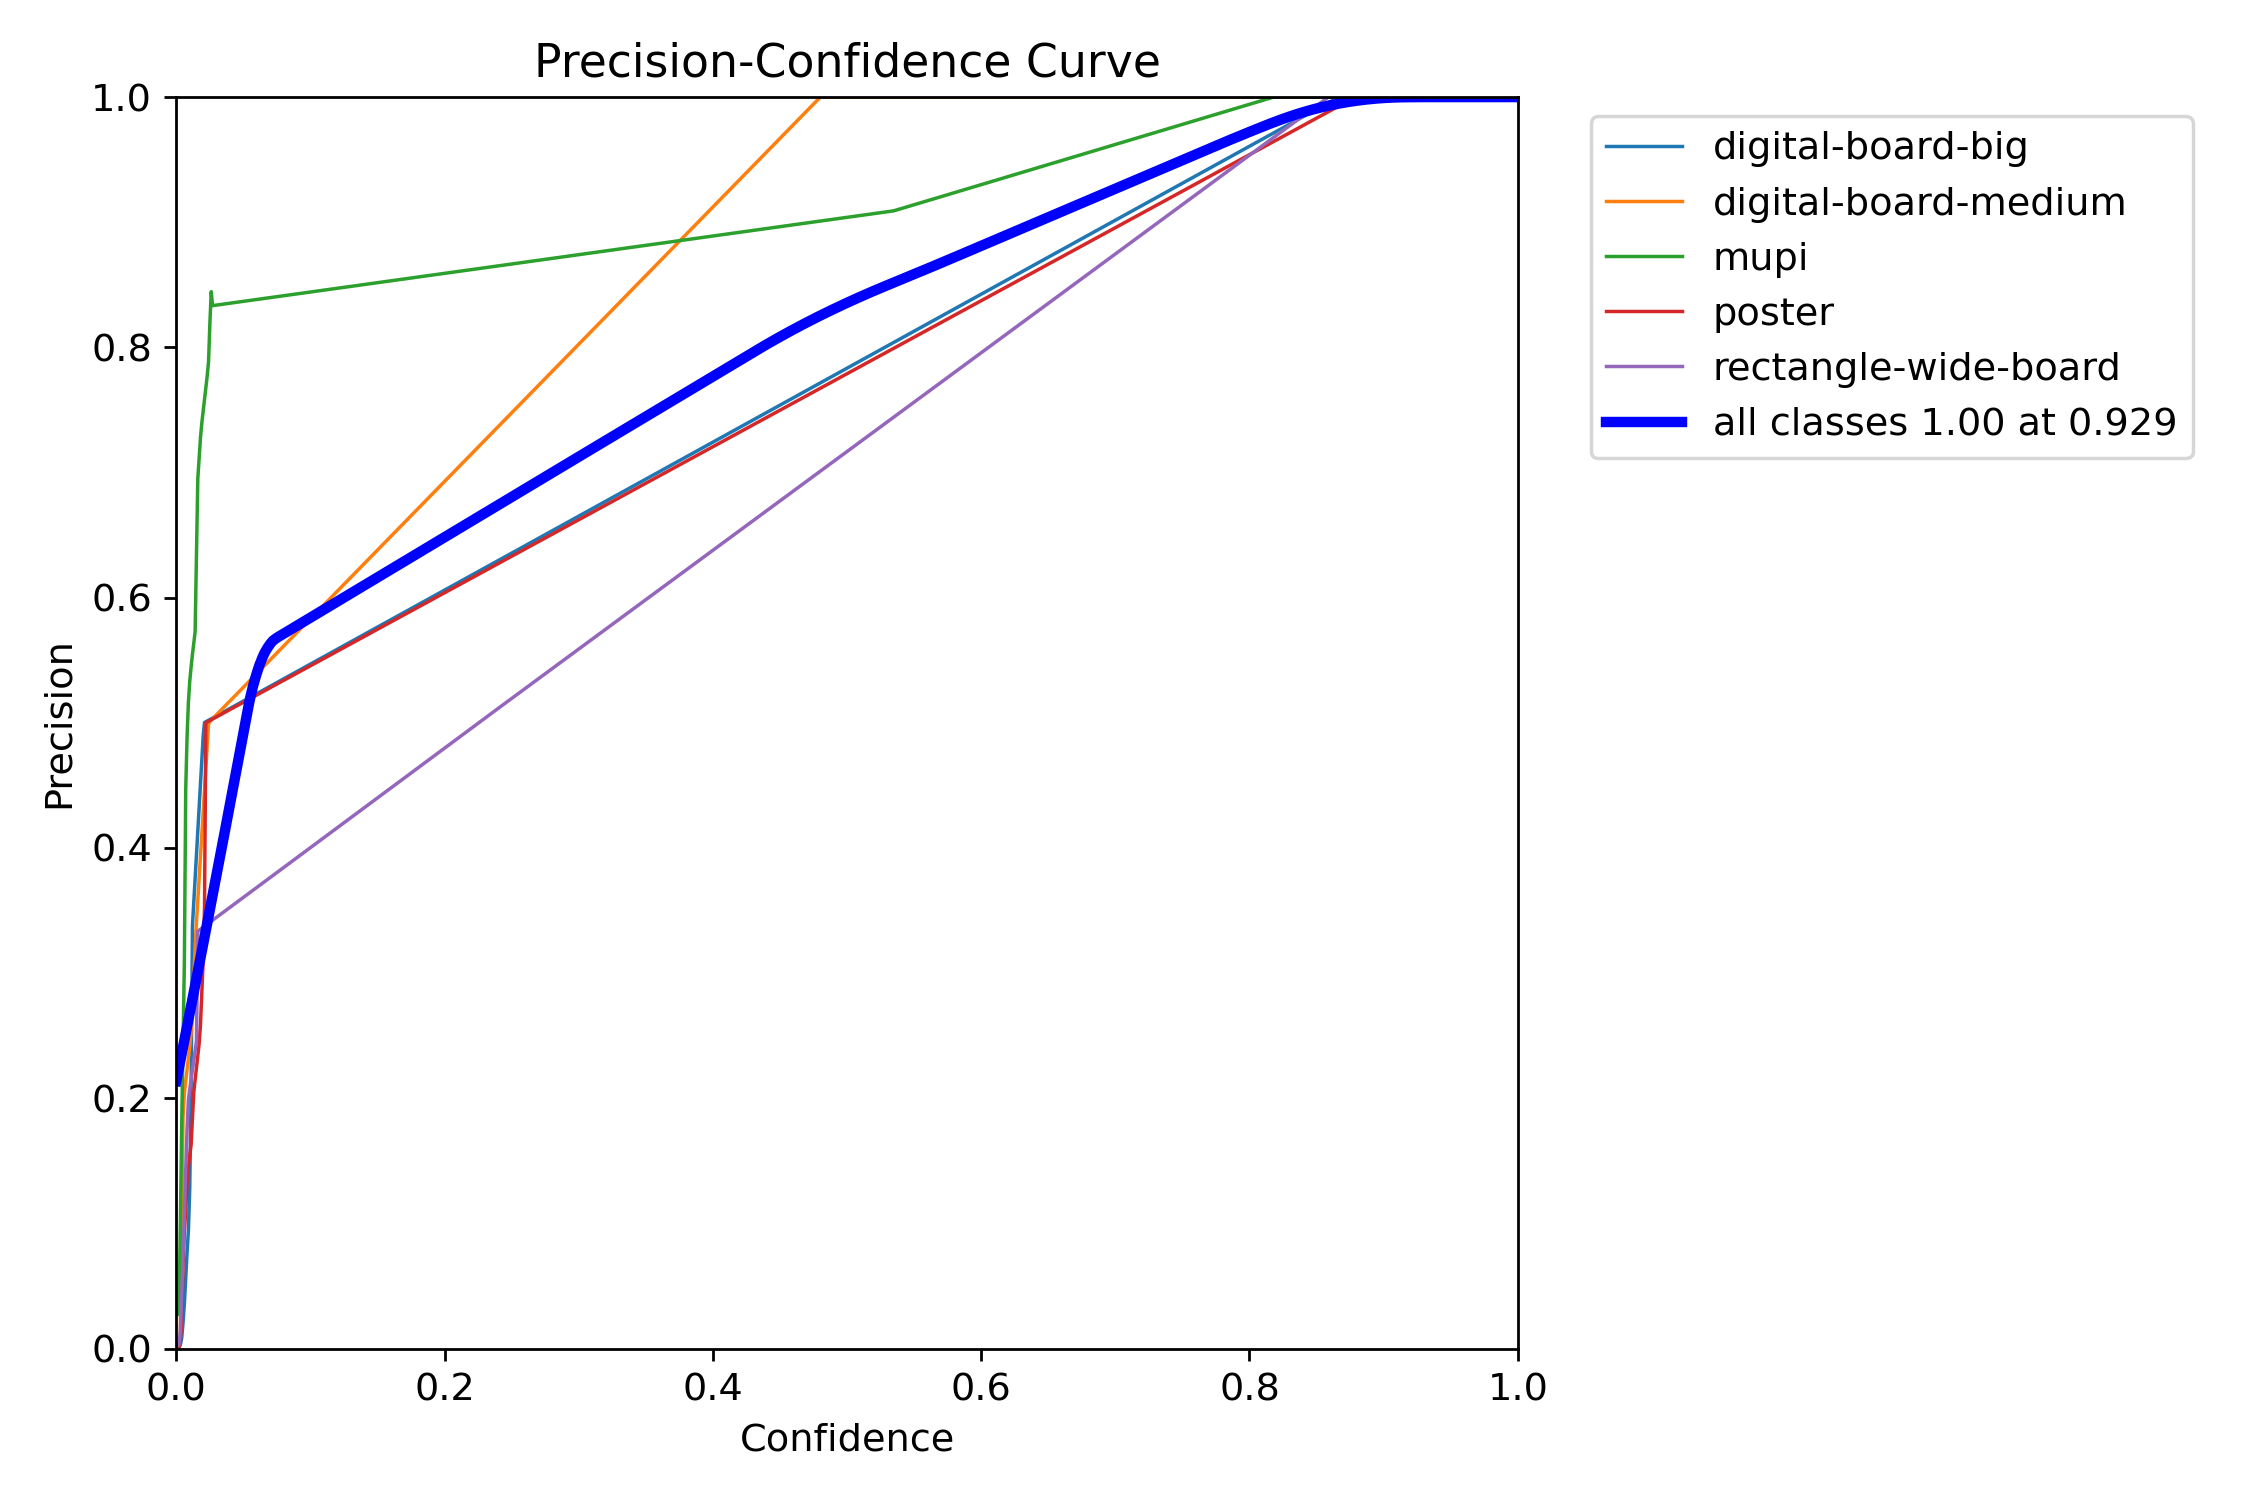 Precision-Confidence Curve
1.0
0.8
0.6
0.4
0.2
0.0
Precision
0.0 0.2 0.4 0.6 0.8 1.0
Confidence
digital-board-big
digital-board-medium
mupi
poster
rectangle-wide-board
all classes 1.00 at 0.929